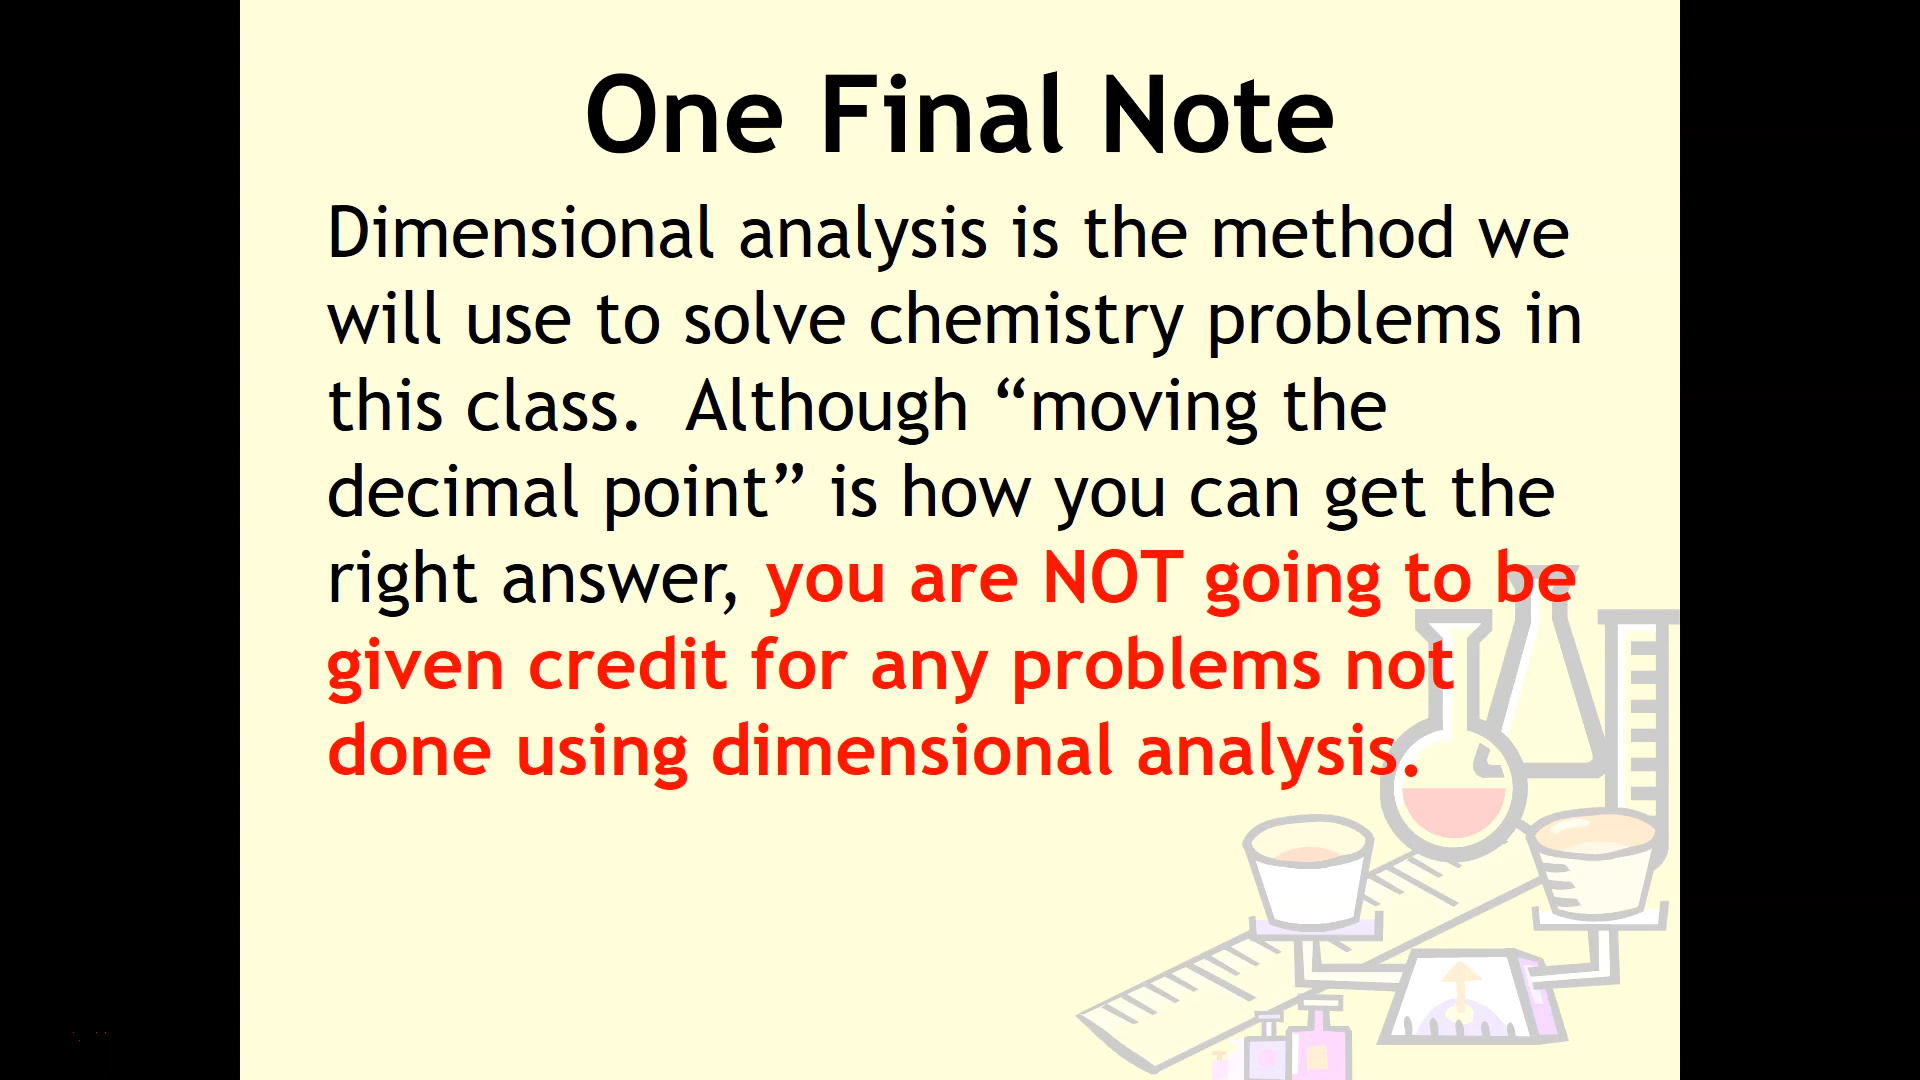 One Final Note
Dimensional analysis is the method we
will use to solve chemistry problems in
this class.  Although “moving the
decimal point” is how you can get the
right answer, you are NOT going to be
given credit for any problems not
done using dimensional analysis.